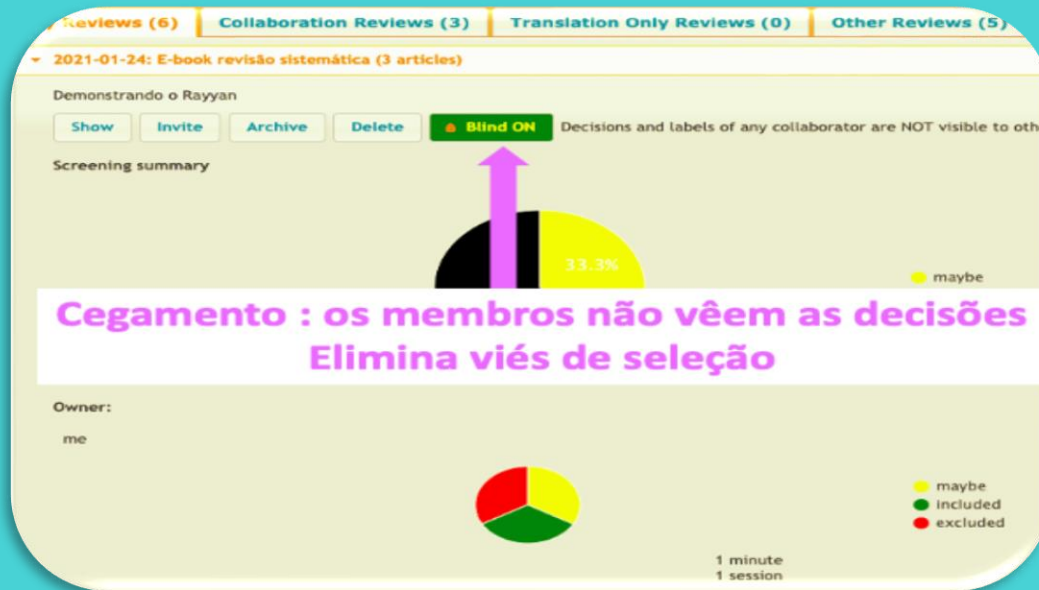 Reviews (6) Collaboration Reviews (3) Translation Only Reviews (0) Other Reviews (5)
2021-01-24: E-book revisão sistemática (3 articles)
Demonstrando o Rayyan
Show Invite Archive Delete Blind ON Decisions and labels of any collaborator are NOT visible to
Screening summary
33.3%
maybe
Cegamento : os membros não vêem as decisões
Elimina viés de seleção
Owner:
me
maybe
included
excluded
1 minute
1 session